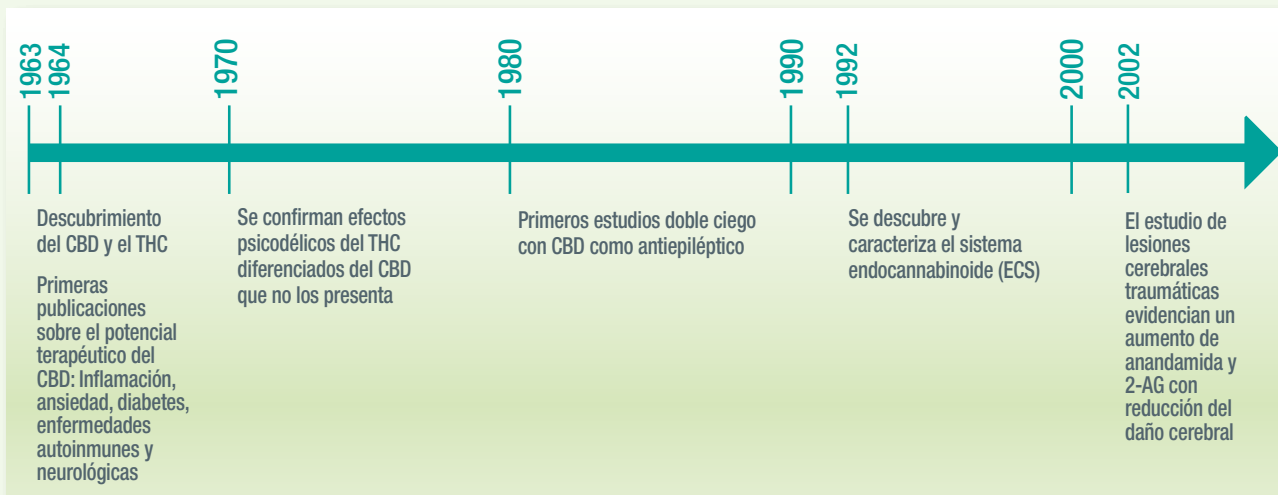 1963
1964
1970
1980
1990
1992
2000
2002
Descubrimiento
del CBD y el THC
Primeras
publicaciones
sobre el potencial
terapéutico del
CBD: Inflamación,
ansiedad, diabetes,
enfermedades
autoinmunes y
neurológicas
Se confirman efectos
psicodélicos del THC
diferenciados del CBD
que no los presenta
Primeros estudios doble ciego
con CBD como antiepiléptico
Se descubre y
caracteriza el sistema
endocannabinoide (ECS)
El estudio de
lesiones
cerebrales
traumáticas
evidencian un
aumento de
anandamida y
2-AG con
reducción del
daño cerebral